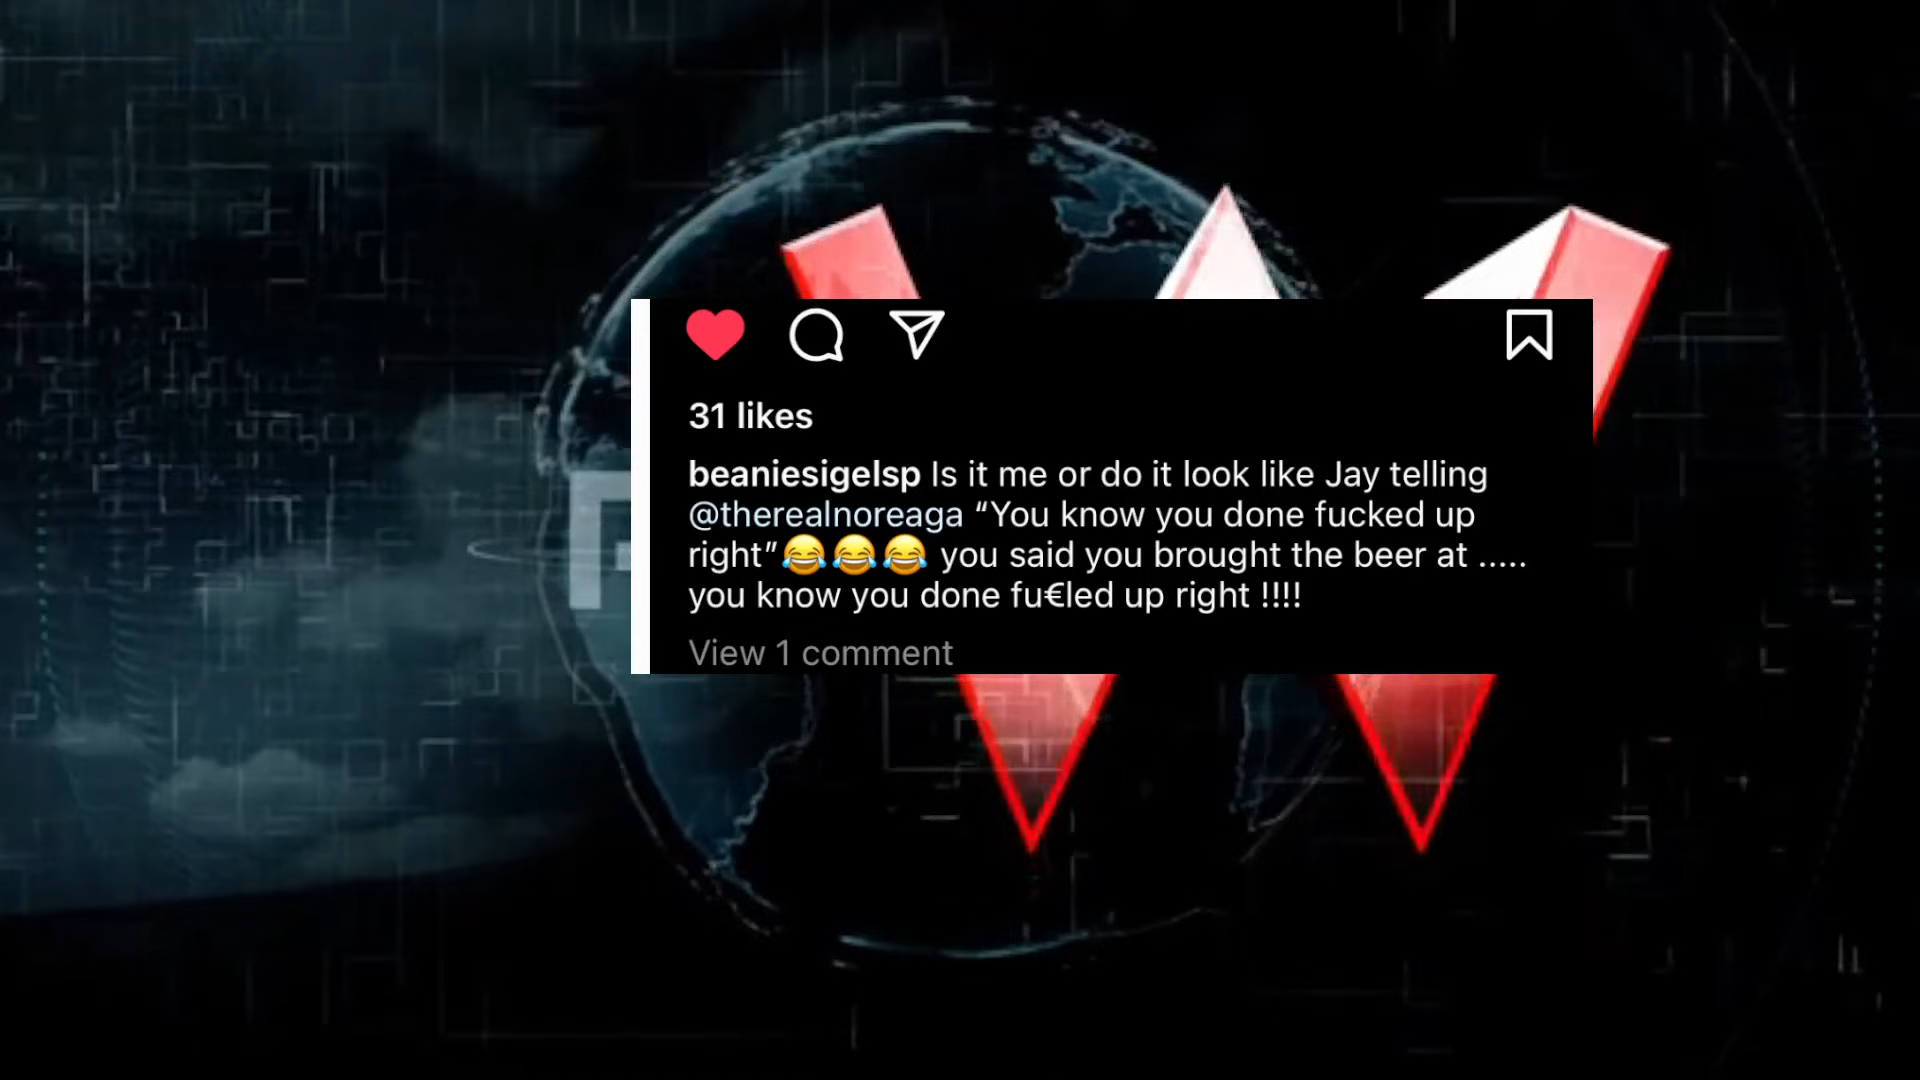 31 likes
beaniesigelsp Is it me or do it look like Jay telling
@therealnoreaga “You know you done fucked up
right”😂😂😂 you said you brought the beer at .....
you know you done fu€led up right !!!!
View 1 comment